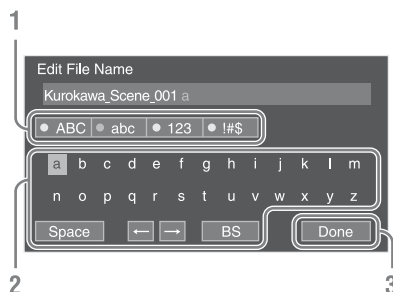 1
Edit File Name
Kurokawa_Scene_001 a
ABC abc 123 !#$
a b c d e f g h i j k l m
n o p q r s t u v w x y z
Space ← → BS Done
2 3